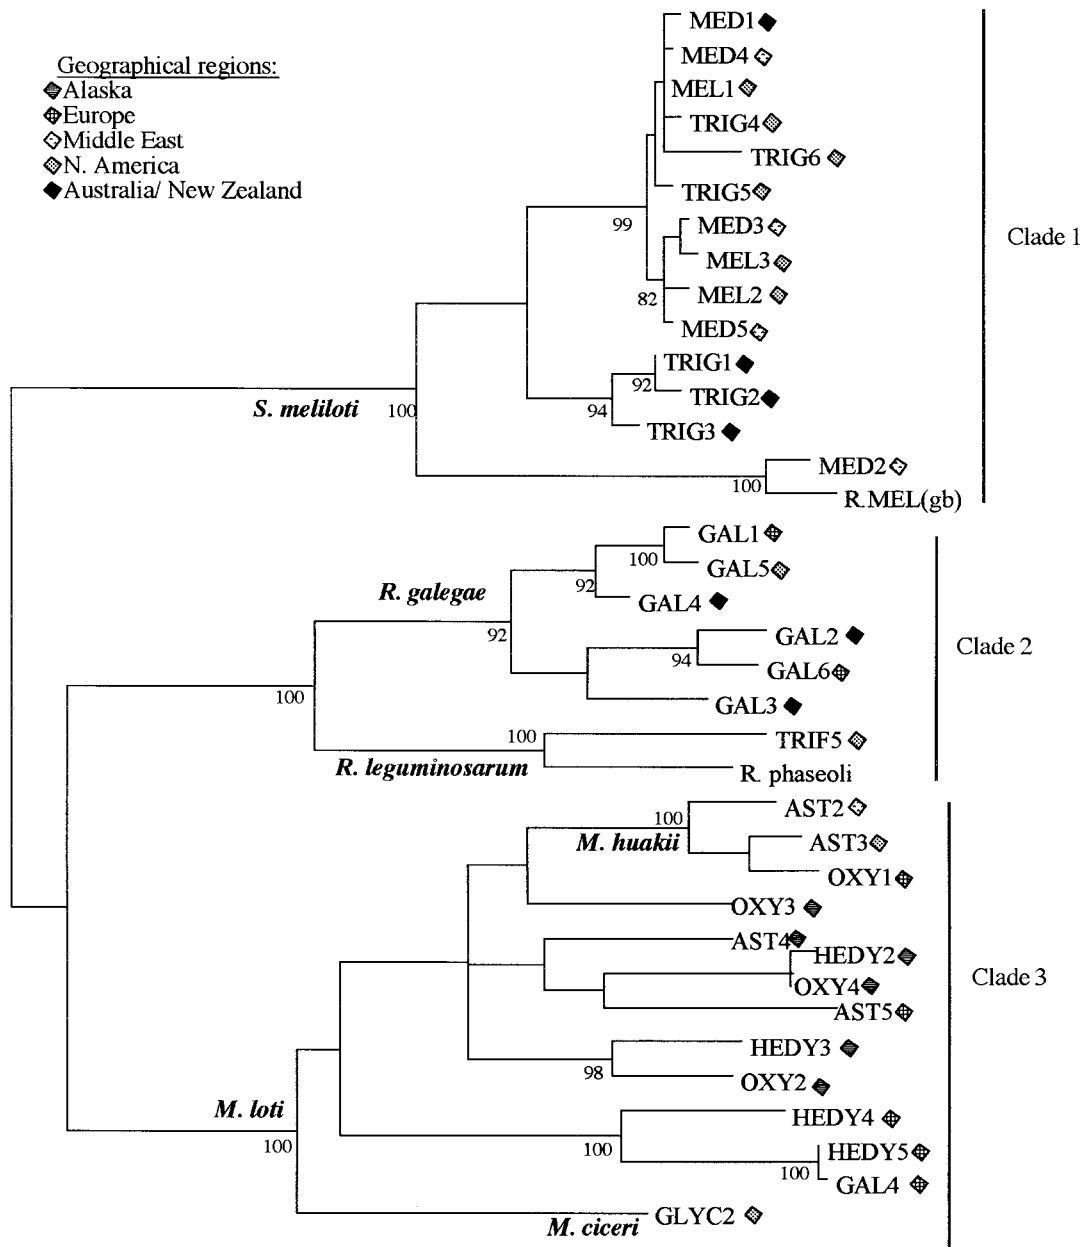 Geographical regions:
Alaska
Europe
Middle East
N. America
Australia/ New Zealand
MED1
MED4
MEL1
TRIG4
TRIG6
TRIG5
99
MED3
Clade 1
MEL3
MEL2
82
MED5
TRIG1
92
TRIG2
S. meliloti
100
94
TRIG3
MED2
100
R.MEL(gb)
GAL1
100
GAL5
R. galegae
92
GAL4
92
GAL2
Clade 2
94
GAL6
100
GAL3
100
TRIF5
R. leguminosarum
R. phaseoli
AST2
100
M. huakii
AST3
OXY1
OXY3
AST4
HEDY2
Clade 3
OXY4
AST5
HEDY3
98
OXY2
M. loti
HEDY4
100
100
HEDY5
100
GAL4
M. ciceri
GLYC2